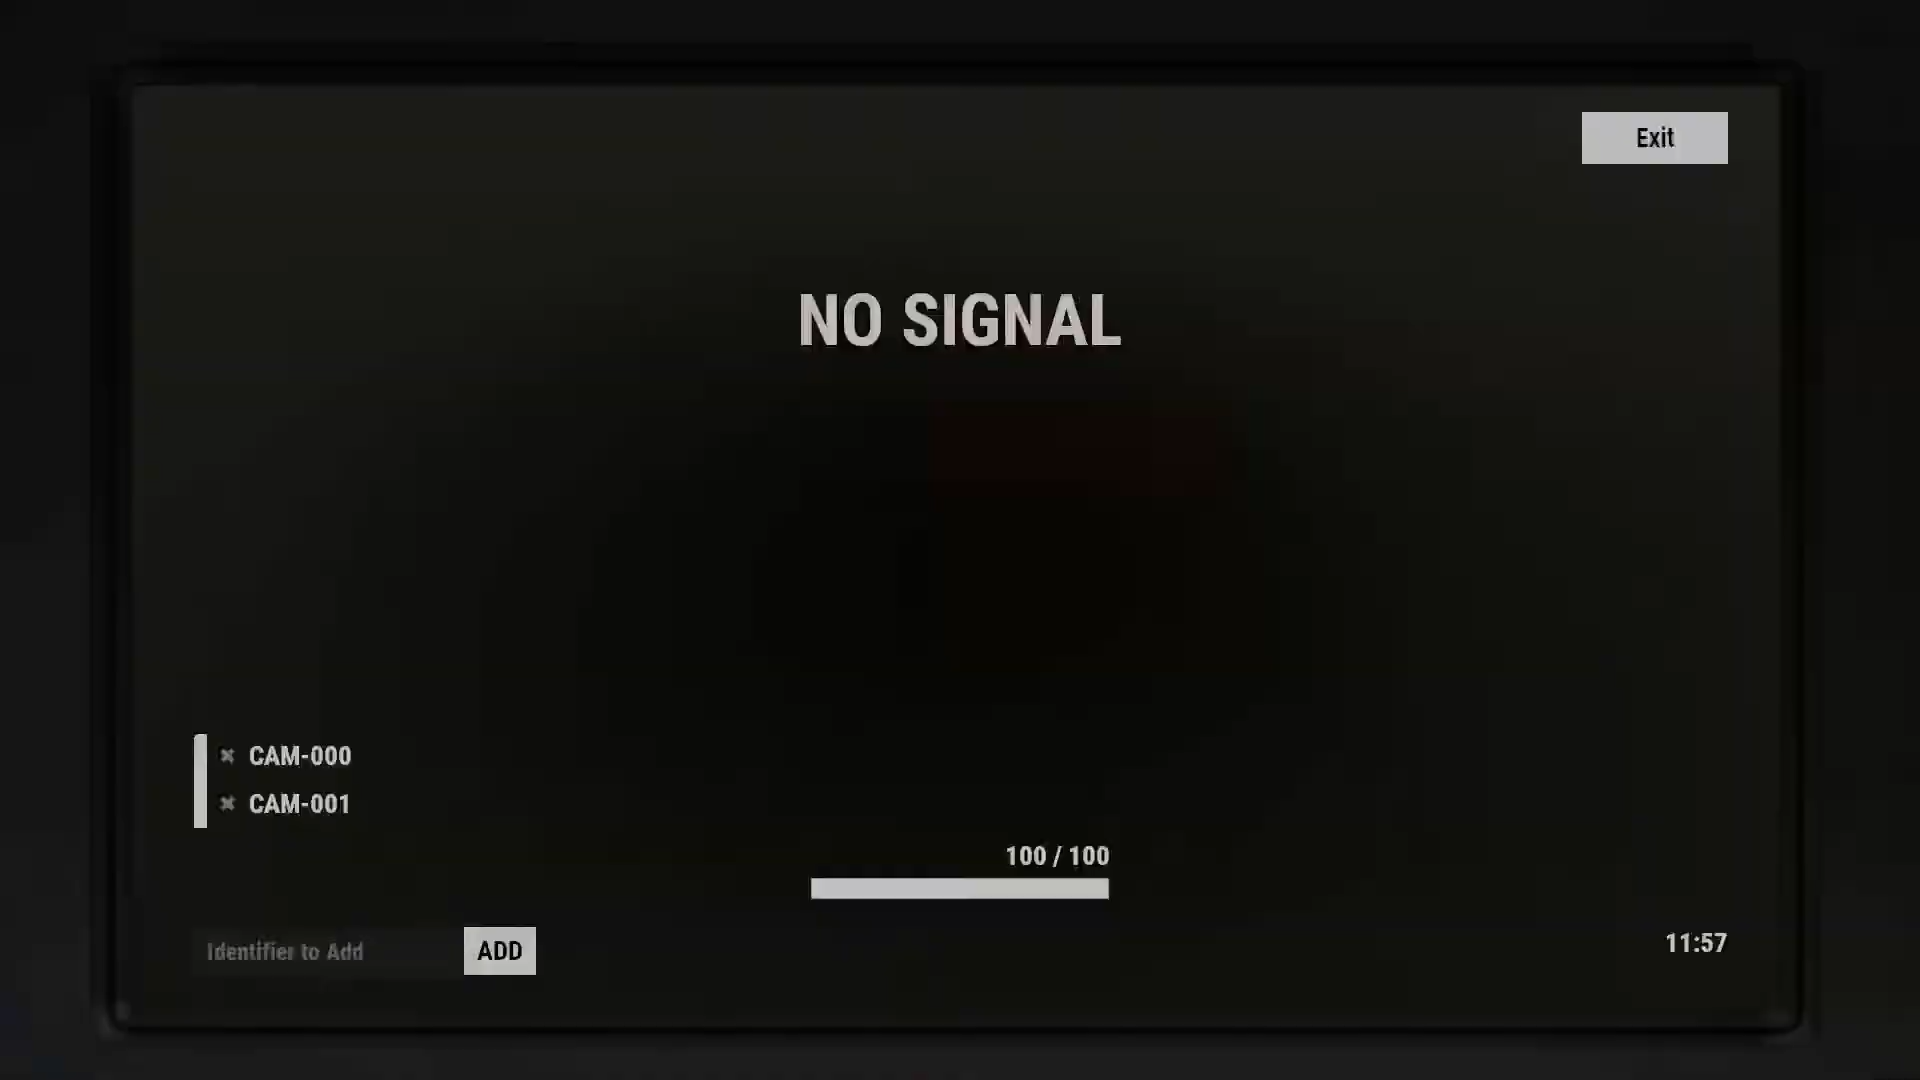 Exit
NO SIGNAL
CAM-000
CAM-001
100 / 100
Identifier to Add
ADD
11:57